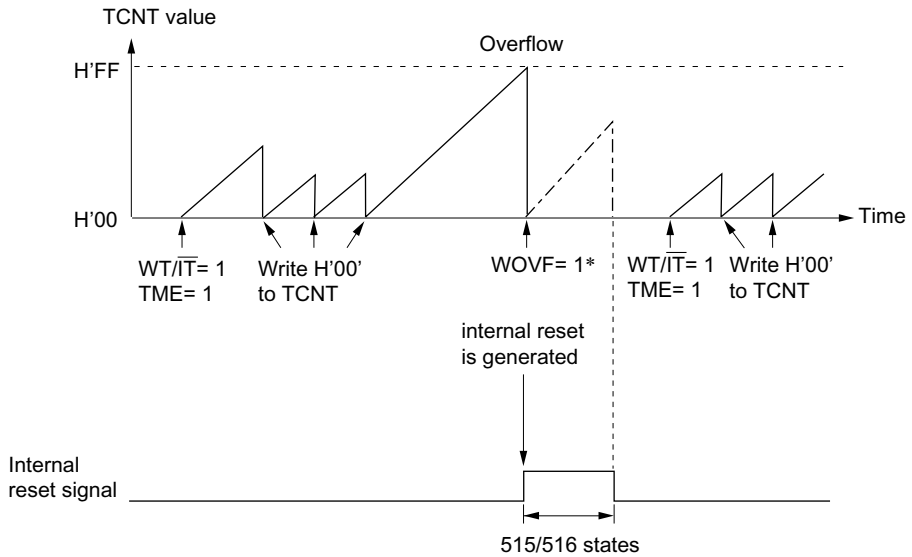 TCNT value
Overflow
H'FF
H'00
Time
WT/IT= 1
TME= 1
Write H'00'
to TCNT
WOVF= 1*
WT/IT= 1
TME= 1
Write H'00'
to TCNT
internal reset
is generated
Internal
reset signal
515/516 states